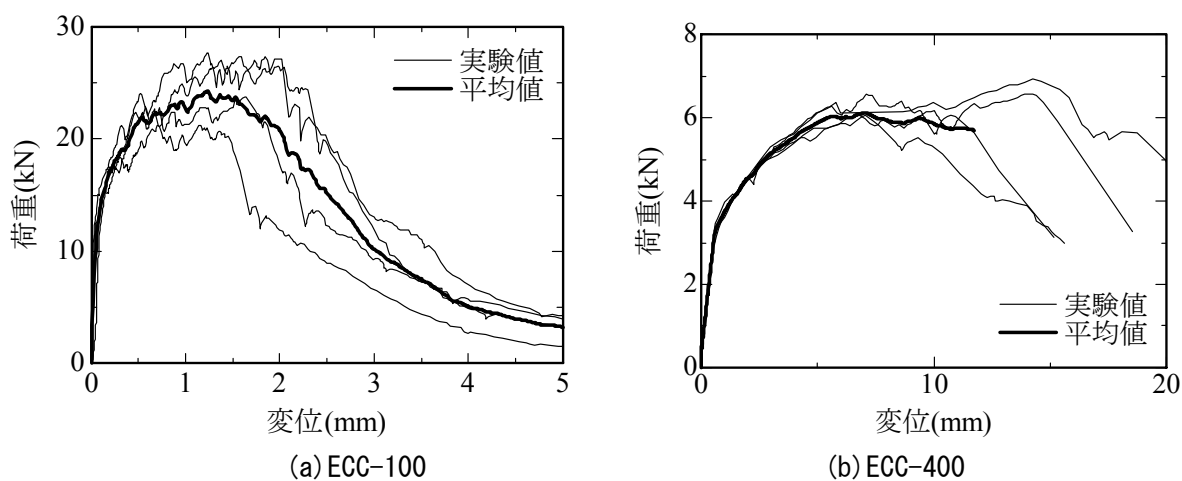 30
20
10
0
荷重(kN)
実験値
平均値
0 1 2 3 4 5
変位(mm)
(a)ECC-100
8
6
4
2
0
荷重(kN)
実験値
平均値
0 10 20
変位(mm)
(b)ECC-400